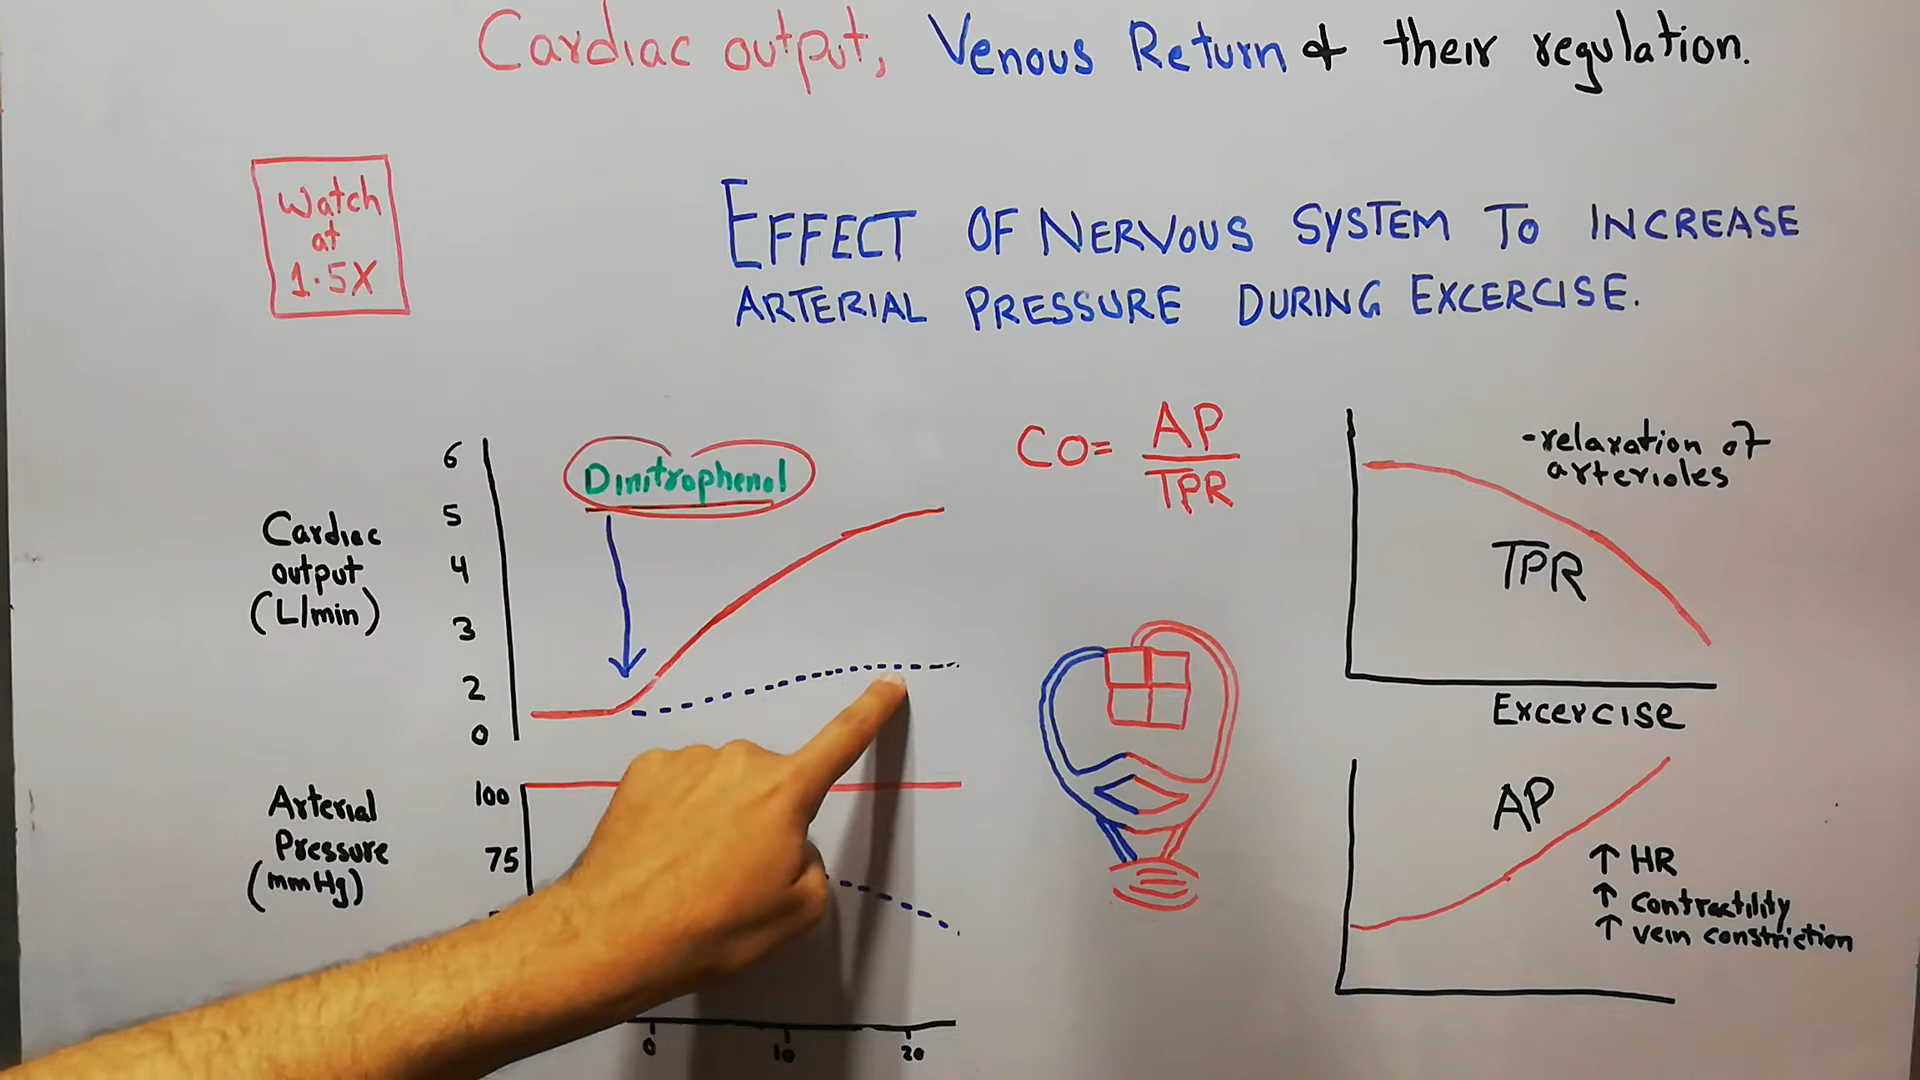 Cardiac output, Venous Return & their regulation.
Watch
at
1.5X
EFFECT OF NERVOUS SYSTEM TO INCREASE
ARTERIAL PRESSURE DURING EXCERCISE.
6
5
4
3
2
0
Cardiac
output
(L/min)
Dinitrophenol
CO= AP
TPR
-relaxation of
arterioles
TPR
Excercise
Arterial
Pressure
(mmHg)
100
75
0
10
20
AP
↑ HR
↑ contractility
↑ vein constriction